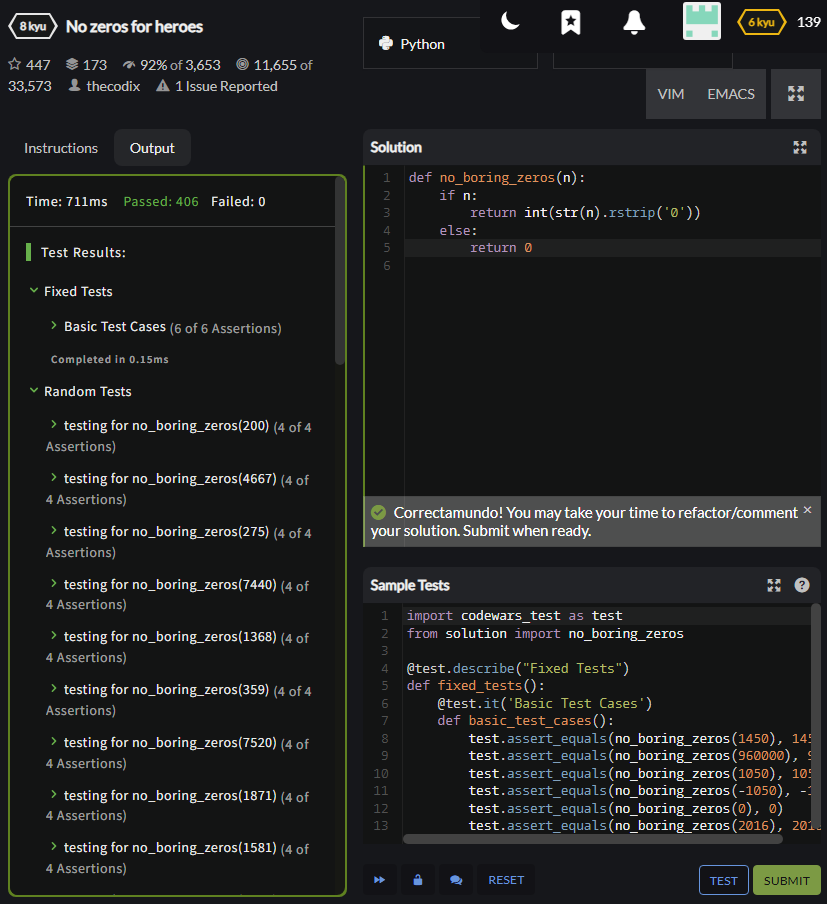 8 kyu No zeros for heroes
447 173 92% of 3,653 11,655 of
33,573 thecodix 1 Issue Reported
Instructions Output
Time: 711ms Passed: 406 Failed: 0
Test Results:
Fixed Tests
Basic Test Cases (6 of 6 Assertions)
Completed in 0.15ms
Random Tests
testing for no_boring_zeros(200) (4 of 4
Assertions)
testing for no_boring_zeros(4667) (4 of
4 Assertions)
testing for no_boring_zeros(275) (4 of 4
Assertions)
testing for no_boring_zeros(7440) (4 of
4 Assertions)
testing for no_boring_zeros(1368) (4 of
4 Assertions)
testing for no_boring_zeros(359) (4 of 4
Assertions)
testing for no_boring_zeros(7520) (4 of
4 Assertions)
testing for no_boring_zeros(1871) (4 of
4 Assertions)
testing for no_boring_zeros(1581) (4 of
4 Assertions)
Python
6 kyu 139
VIM EMACS
Solution
1 def no_boring_zeros(n):
2     if n:
3         return int(str(n).rstrip('0'))
4     else:
5         return 0
6
Correctamundo! You may take your time to refactor/comment ×
your solution. Submit when ready.
Sample Tests ?
1 import codewars_test as test
2 from solution import no_boring_zeros
3
4 @test.describe("Fixed Tests")
5 def fixed_tests():
6     @test.it('Basic Test Cases')
7     def basic_test_cases():
8         test.assert_equals(no_boring_zeros(1450), 145
9         test.assert_equals(no_boring_zeros(960000), 9
10         test.assert_equals(no_boring_zeros(1050), 105
11         test.assert_equals(no_boring_zeros(-1050), -1
12         test.assert_equals(no_boring_zeros(0), 0)
13         test.assert_equals(no_boring_zeros(2016), 201
RESET TEST SUBMIT